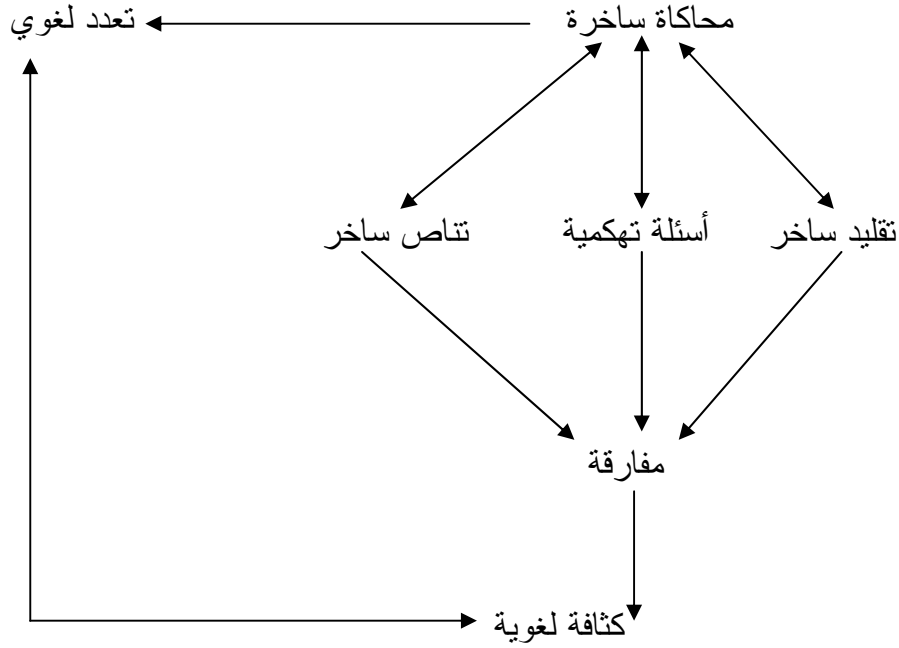 محاكاة ساخرة
تعدد لغوي
تقليد ساخر
أسئلة تهكمية
تناص ساخر
مفارقة
كثافة لغوية